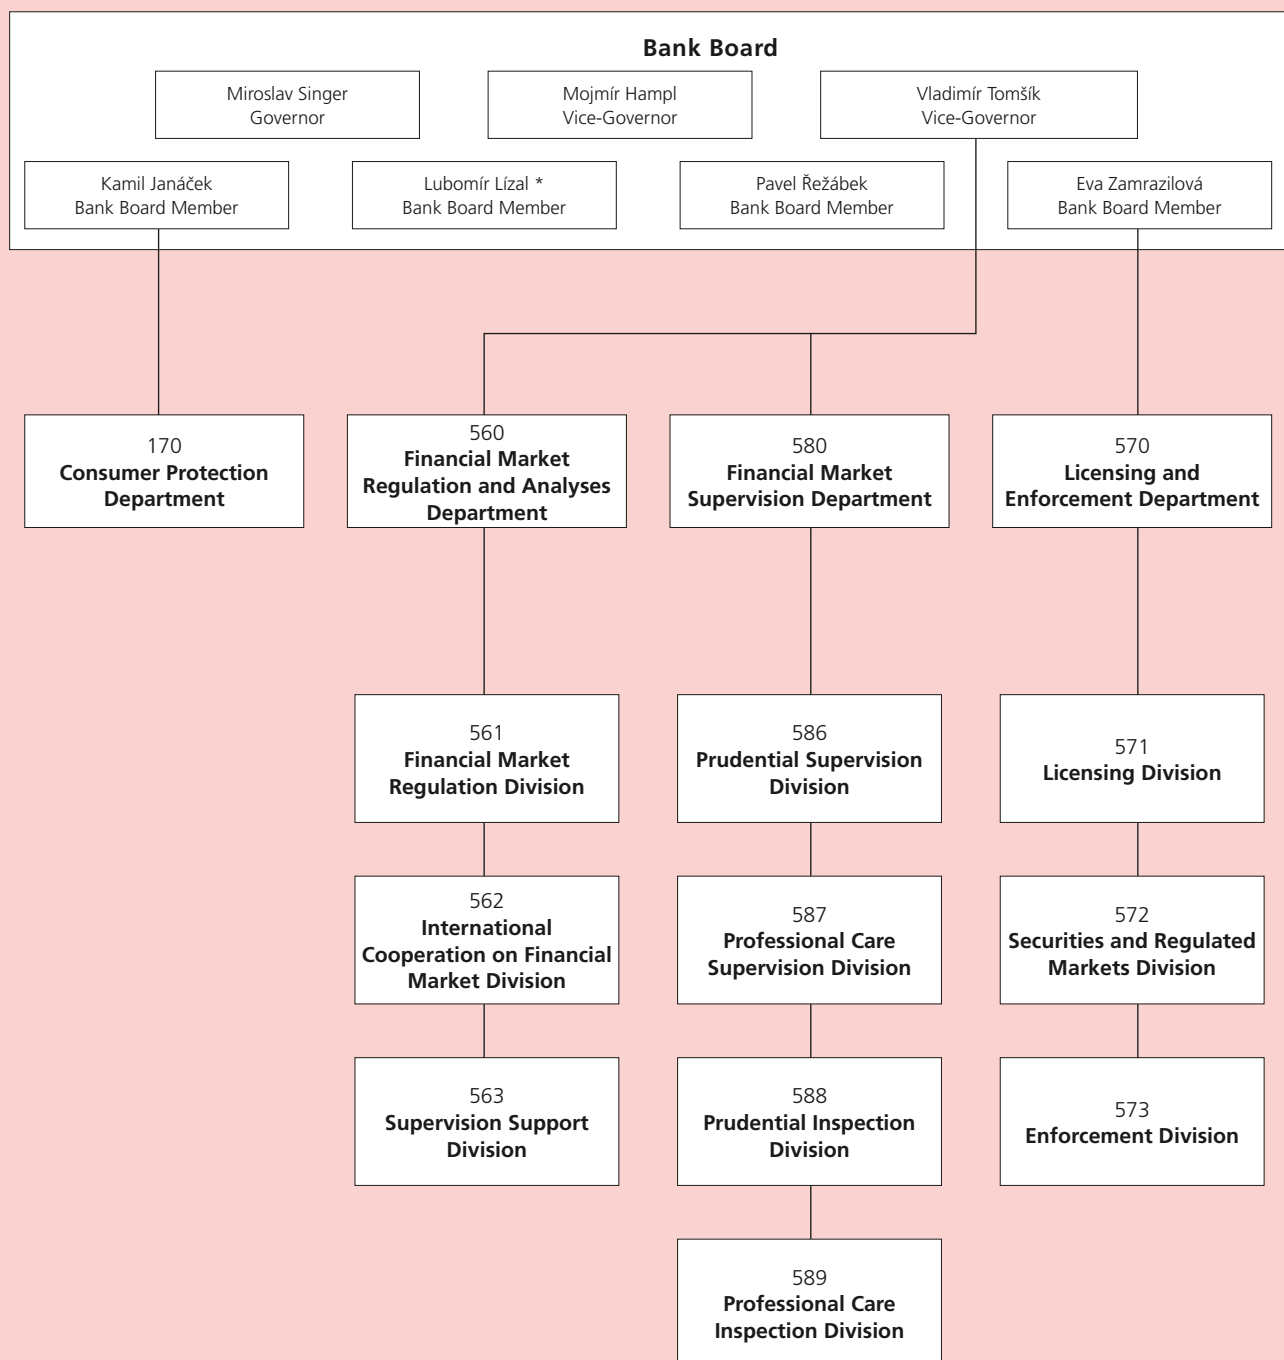 Bank Board
Miroslav Singer
Governor
Mojmír Hampl
Vice-Governor
Vladimír Tomšík
Vice-Governor
Kamil Janáček
Bank Board Member
Lubomír Lízal *
Bank Board Member
Pavel Řežábek
Bank Board Member
Eva Zamrazilová
Bank Board Member
170
Consumer Protection
Department
560
Financial Market
Regulation and Analyses
Department
580
Financial Market
Supervision Department
570
Licensing and
Enforcement Department
561
Financial Market
Regulation Division
586
Prudential Supervision
Division
571
Licensing Division
562
International
Cooperation on Financial
Market Division
587
Professional Care
Supervision Division
572
Securities and Regulated
Markets Division
563
Supervision Support
Division
588
Prudential Inspection
Division
573
Enforcement Division
589
Professional Care
Inspection Division